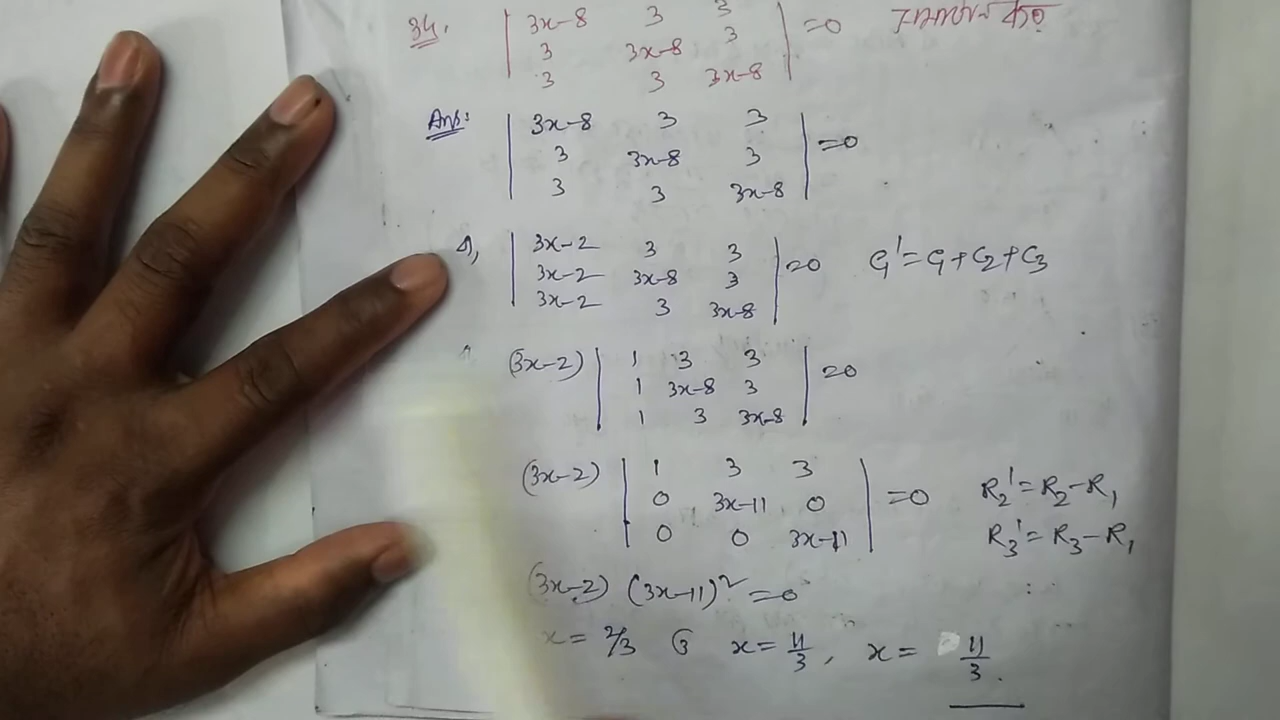 34. | 3x-8 3 3 | =0
3 3x-8 3
3 3 3x-8
Ans: | 3x-8 3 3 | =0
3 3x-8 3
3 3 3x-8
| 3x-2 3 3 | =0 C1' = C1+C2+C3
3x-2 3x-8 3
3x-2 3 3x-8
(3x-2) | 1 3 3 | =0
1 3x-8 3
1 3 3x-8
(3x-2) | 1 3 3 | =0 R2' = R2-R1
0 3x-11 0
0 0 3x-11 R3' = R3-R1
(3x-2) (3x-11)² =0
x = 2/3 ও x = 11/3, x = 11/3.